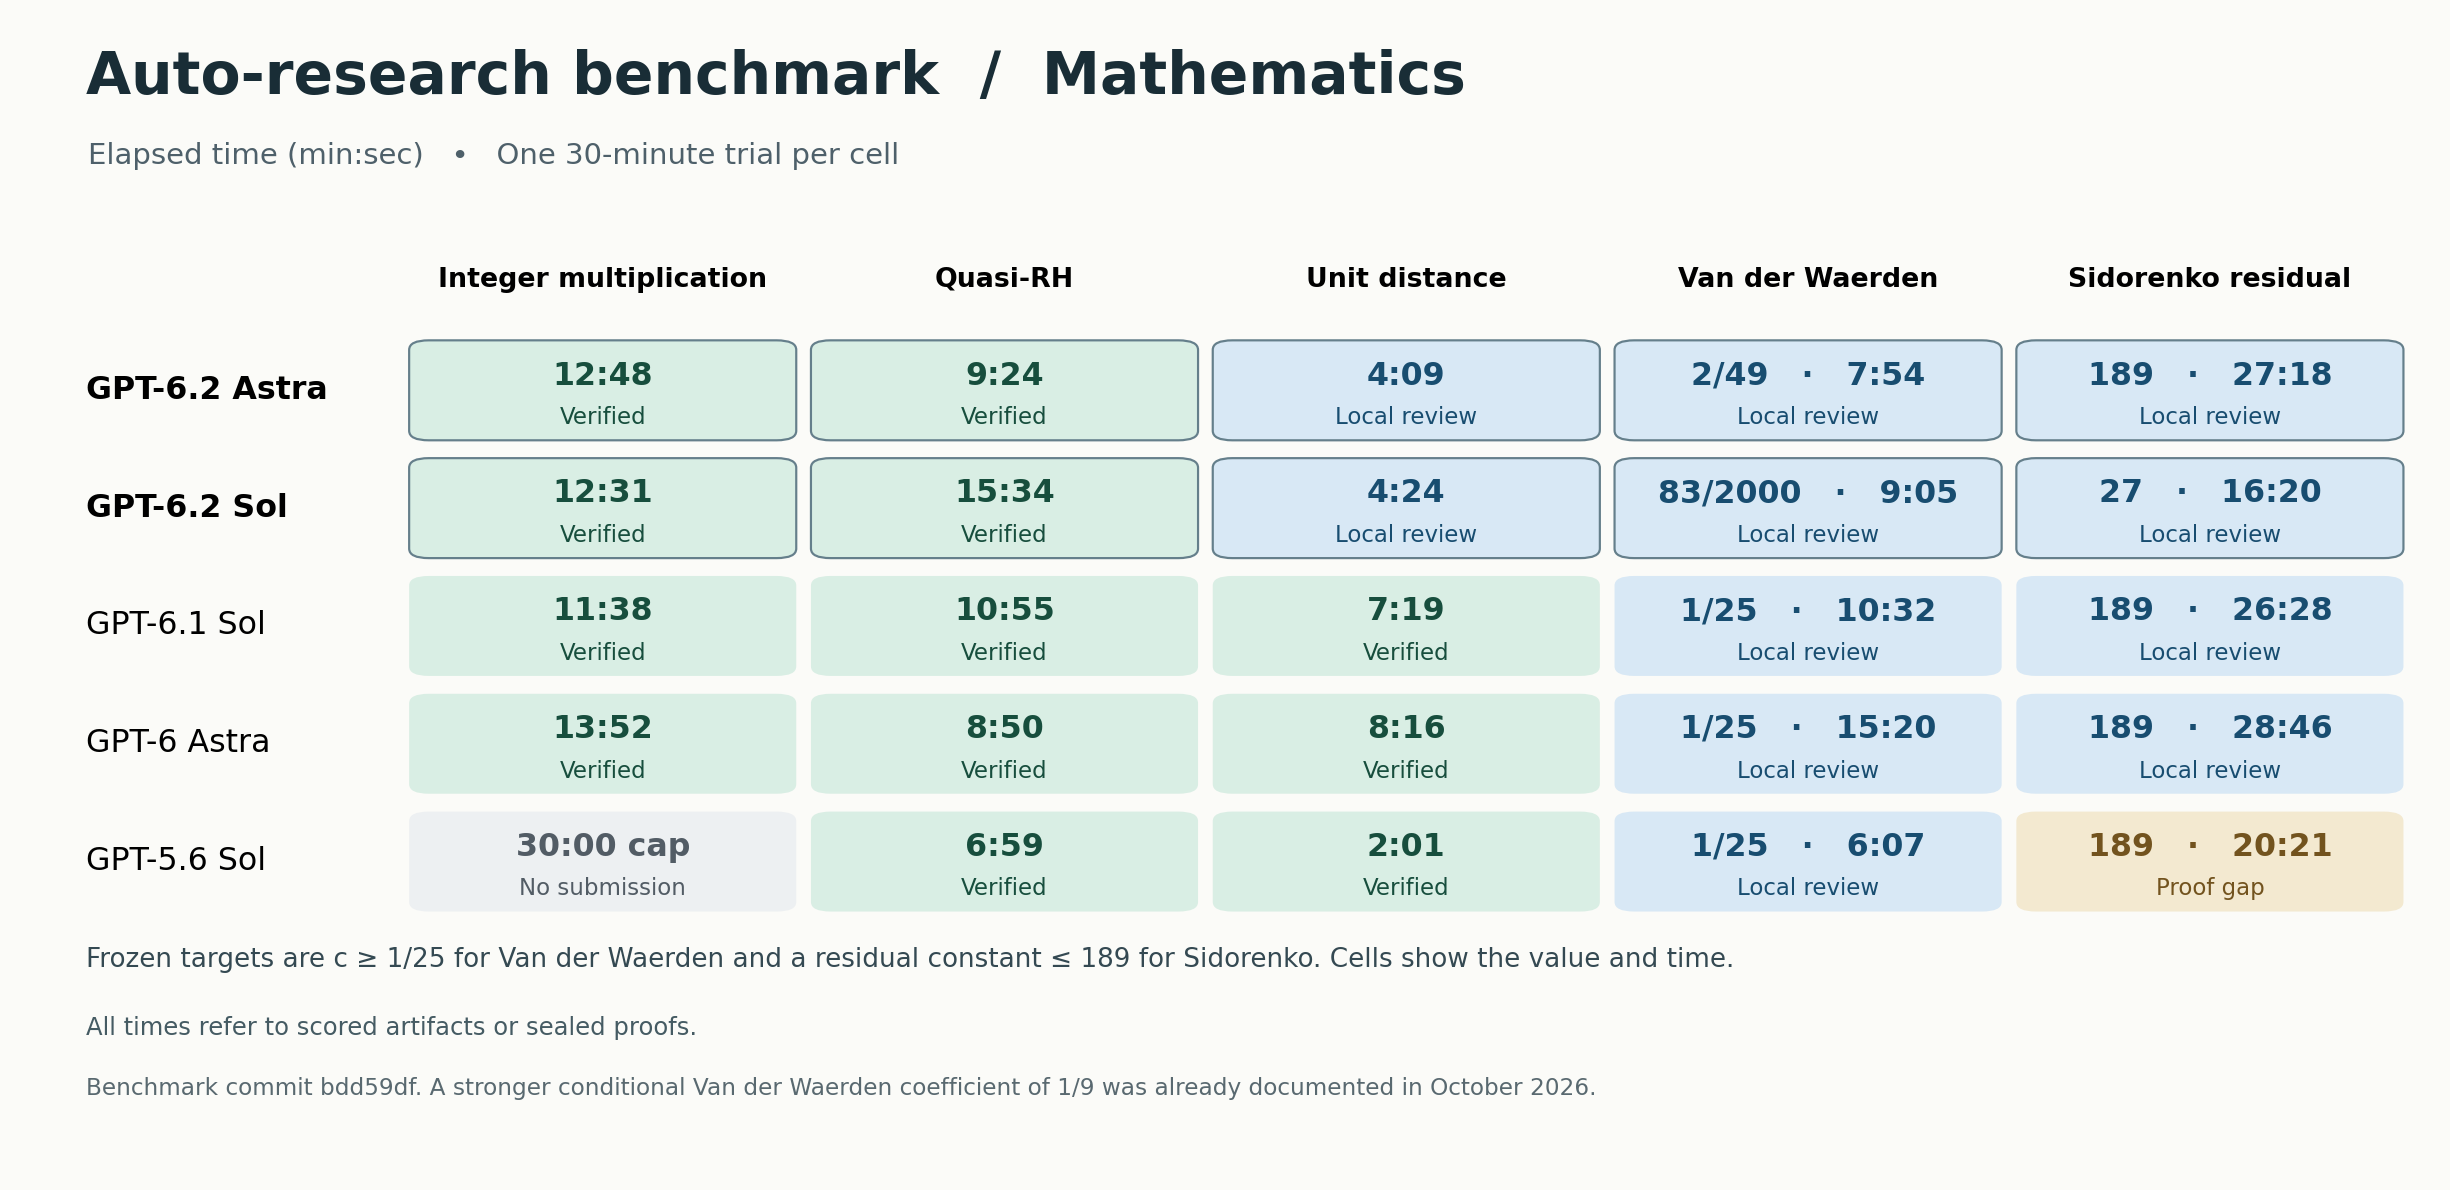 Auto-research benchmark / Mathematics
Elapsed time (min:sec) • One 30-minute trial per cell
Integer multiplication Quasi-RH Unit distance Van der Waerden Sidorenko residual
GPT-6.2 Astra
12:48 9:24 4:09 2/49 · 7:54 189 · 27:18
Verified Verified Local review Local review Local review
GPT-6.2 Sol
12:31 15:34 4:24 83/2000 · 9:05 27 · 16:20
Verified Verified Local review Local review Local review
GPT-6.1 Sol
11:38 10:55 7:19 1/25 · 10:32 189 · 26:28
Verified Verified Verified Local review Local review
GPT-6 Astra
13:52 8:50 8:16 1/25 · 15:20 189 · 28:46
Verified Verified Verified Local review Local review
GPT-5.6 Sol
30:00 cap 6:59 2:01 1/25 · 6:07 189 · 20:21
No submission Verified Verified Local review Proof gap
Frozen targets are c ≥ 1/25 for Van der Waerden and a residual constant ≤ 189 for Sidorenko. Cells show the value and time.
All times refer to scored artifacts or sealed proofs.
Benchmark commit bdd59df. A stronger conditional Van der Waerden coefficient of 1/9 was already documented in October 2026.